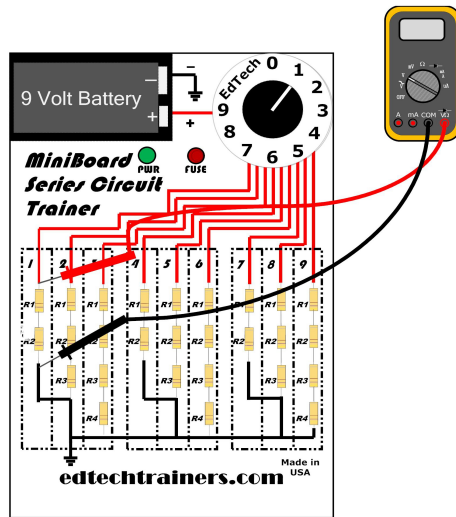 9 Volt Battery
−
+
−
+
EdTech
0
1
2
3
4
5
6
7
8
9
mV Ω
OFF
A mA COM VΩ
MiniBoard
Series Circuit
Trainer
PWR
FUSE
1 2 3 4 5 6 7 8 9
R1 R1 R1 R1 R1 R1 R1 R1 R1
R2 R2 R2 R2 R2 R2 R2 R2 R2
R3 R3 R3 R3 R3 R3
R4 R4 R4
Made in
USA
edtechtrainers.com